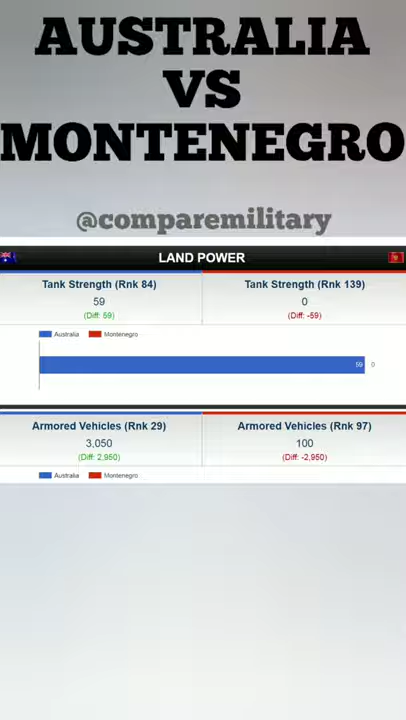 AUSTRALIA
VS
MONTENEGRO
@comparemilitary
LAND POWER
Tank Strength (Rnk 84)
59
(Diff: 59)
Tank Strength (Rnk 139)
0
(Diff: -59)
Australia
Montenegro
59
0
Armored Vehicles (Rnk 29)
3,050
(Diff: 2,950)
Armored Vehicles (Rnk 97)
100
(Diff: -2,950)
Australia
Montenegro